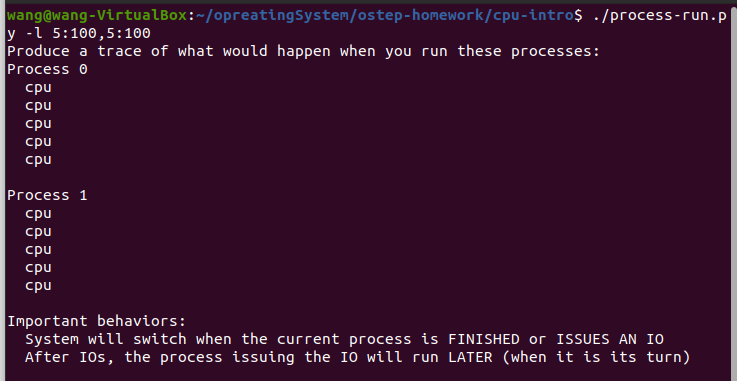 wang@wang-VirtualBox:~/opreatingSystem/ostep-homework/cpu-intro$ ./process-run.p
y -l 5:100,5:100
Produce a trace of what would happen when you run these processes:
Process 0
  cpu
  cpu
  cpu
  cpu
  cpu

Process 1
  cpu
  cpu
  cpu
  cpu
  cpu

Important behaviors:
  System will switch when the current process is FINISHED or ISSUES AN IO
  After IOs, the process issuing the IO will run LATER (when it is its turn)